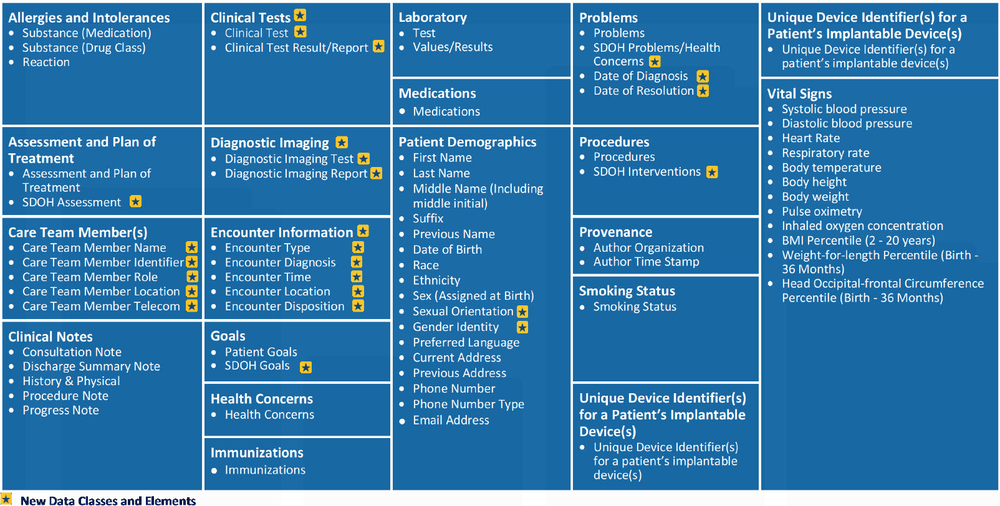 Allergies and Intolerances
• Substance (Medication)
• Substance (Drug Class)
• Reaction
Assessment and Plan of
Treatment
• Assessment and Plan of
Treatment
• SDOH Assessment
Care Team Member(s)
• Care Team Member Name
• Care Team Member Identifier
• Care Team Member Role
• Care Team Member Location
• Care Team Member Telecom
Clinical Notes
• Consultation Note
• Discharge Summary Note
• History & Physical
• Procedure Note
• Progress Note
Clinical Tests
• Clinical Test
• Clinical Test Result/Report
Diagnostic Imaging
• Diagnostic Imaging Test
• Diagnostic Imaging Report
Encounter Information
• Encounter Type
• Encounter Diagnosis
• Encounter Time
• Encounter Location
• Encounter Disposition
Goals
• Patient Goals
• SDOH Goals
Health Concerns
• Health Concerns
Immunizations
• Immunizations
Laboratory
• Test
• Values/Results
Medications
• Medications
Patient Demographics
• First Name
• Last Name
• Middle Name (Including
middle initial)
• Suffix
• Previous Name
• Date of Birth
• Race
• Ethnicity
• Sex (Assigned at Birth)
• Sexual Orientation
• Gender Identity
• Preferred Language
• Current Address
• Previous Address
• Phone Number
• Phone Number Type
• Email Address
Problems
• Problems
• SDOH Problems/Health
Concerns
• Date of Diagnosis
• Date of Resolution
Procedures
• Procedures
• SDOH Interventions
Provenance
• Author Organization
• Author Time Stamp
Smoking Status
• Smoking Status
Unique Device Identifier(s)
for a Patient’s Implantable
Device(s)
• Unique Device Identifier(s)
for a patient’s implantable
device(s)
Unique Device Identifier(s) for a
Patient’s Implantable Device(s)
• Unique Device Identifier(s) for a
patient’s implantable device(s)
Vital Signs
• Systolic blood pressure
• Diastolic blood pressure
• Heart Rate
• Respiratory rate
• Body temperature
• Body height
• Body weight
• Pulse oximetry
• Inhaled oxygen concentration
• BMI Percentile (2 - 20 years)
• Weight-for-length Percentile (Birth -
36 Months)
• Head Occipital-frontal Circumference
Percentile (Birth - 36 Months)
New Data Classes and Elements